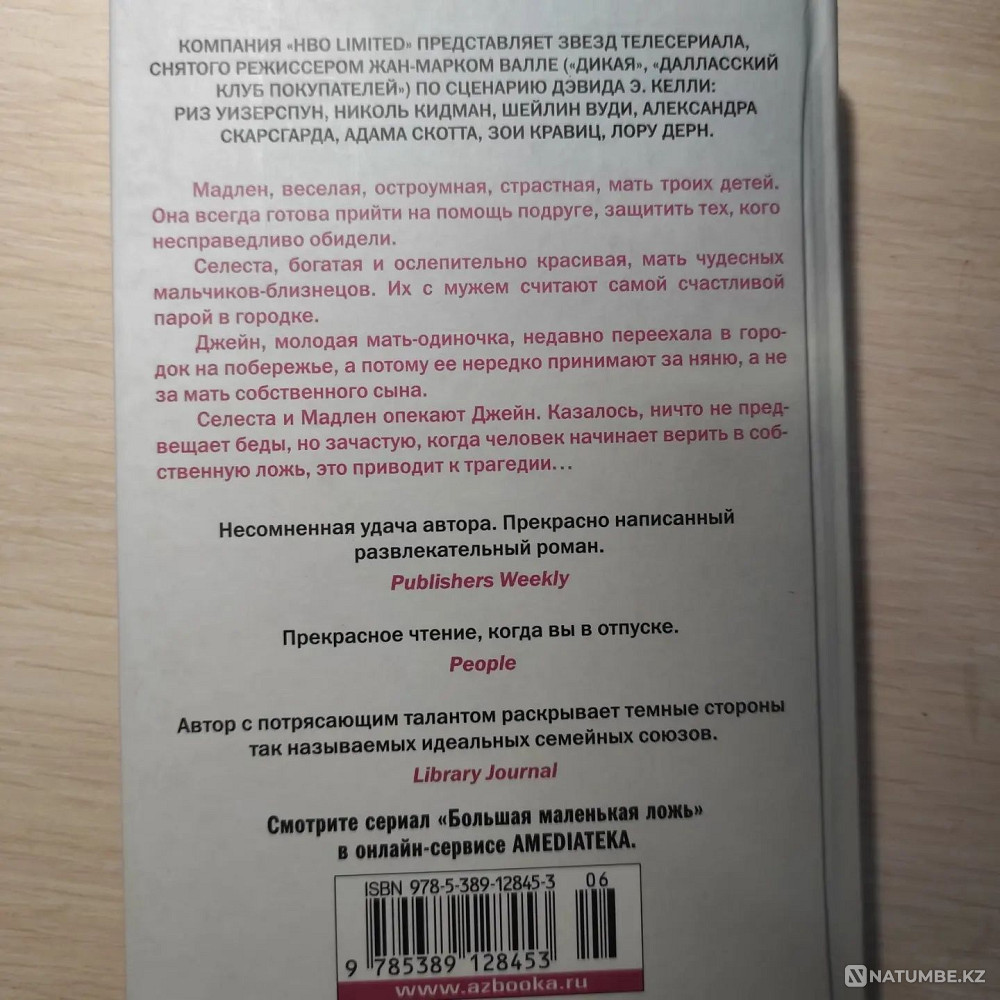 КОМПАНИЯ «HBO LIMITED» ПРЕДСТАВЛЯЕТ ЗВЕЗД ТЕЛЕСЕРИАЛА,
СНЯТОГО РЕЖИССЕРОМ ЖАН-МАРКОМ ВАЛЛЕ («ДИКАЯ», «ДАЛЛАССКИЙ
КЛУБ ПОКУПАТЕЛЕЙ») ПО СЦЕНАРИЮ ДЭВИДА Э. КЕЛЛИ:
РИЗ УИЗЕРСПУН, НИКОЛЬ КИДМАН, ШЕЙЛИН ВУДИ, АЛЕКСАНДРА
СКАРСГАРДА, АДАМА СКОТТА, ЗОИ КРАВИЦ, ЛОРУ ДЕРН.
Мадлен, веселая, остроумная, страстная, мать троих детей.
Она всегда готова прийти на помощь подруге, защитить тех, кого
несправедливо обидели.
Селеста, богатая и ослепительно красивая, мать чудесных
мальчиков-близнецов. Их с мужем считают самой счастливой
парой в городке.
Джейн, молодая мать-одиночка, недавно переехала в горо-
док на побережье, а потому ее нередко принимают за няню, а не
за мать собственного сына.
Селеста и Мадлен опекают Джейн. Казалось, ничто не пред-
вещает беды, но зачастую, когда человек начинает верить в соб-
ственную ложь, это приводит к трагедии…
Несомненная удача автора. Прекрасно написанный
развлекательный роман.
Publishers Weekly
Прекрасное чтение, когда вы в отпуске.
People
Автор с потрясающим талантом раскрывает темные стороны
так называемых идеальных семейных союзов.
Library Journal
Смотрите сериал «Большая маленькая ложь»
в онлайн-сервисе AMEDIATEKA.
ISBN 978-5-389-12845-3
06
9 785389 128453
www.azbooka.ru
NATUMBE.KZ